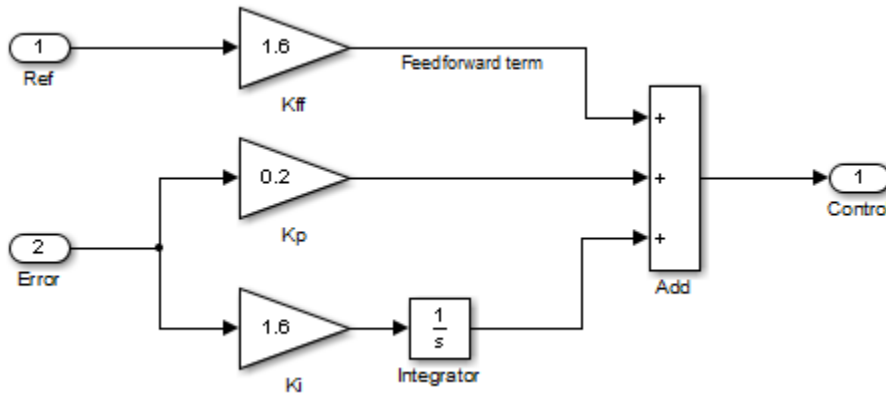 1
Ref
1.6
Kff
Feedforward term
+
+
+
Add
1
Control
0.2
Kp
2
Error
1.6
Ki
1
s
Integrator